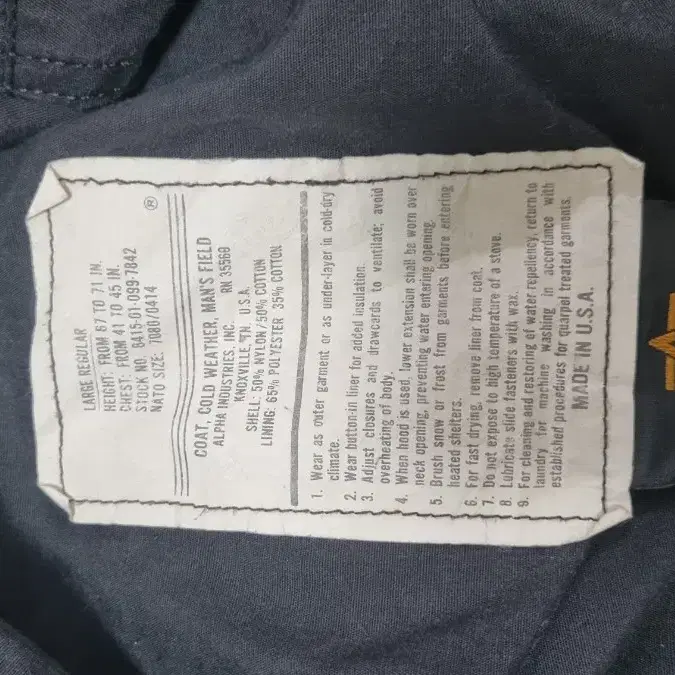 LARGE REGULAR
HEIGHT: FROM 67 TO 71 IN.
CHEST: FROM 41 TO 45 IN.
STOCK NO. 8415-01-099-7842
NATO SIZE: 7080/0414
®
COAT, COLD WEATHER, MAN'S FIELD
ALPHA INDUSTRIES, INC. RN 35568
KNOXVILLE, TN. U.S.A.
SHELL: 50% NYLON/50% COTTON
LINING: 65% POLYESTER 35% COTTON
1. Wear as outer garment or as under-layer in cold-dry
climate.
2. Wear button-in liner for added insulation.
3. Adjust closures and drawcords to ventilate; avoid
overheating of body.
4. When hood is used, lower extension shall be worn over
neck opening, preventing water entering opening.
5. Brush snow or frost from garments before entering
heated shelters.
6. For fast drying, remove liner from coat.
7. Do not expose to high temperature of a stove.
8. Lubricate slide fasteners with wax.
9. For cleaning and restoring of water repellency, return to
laundry for machine waching in accordance with
established procedures for quarpel treated garments.
MADE IN U.S.A.